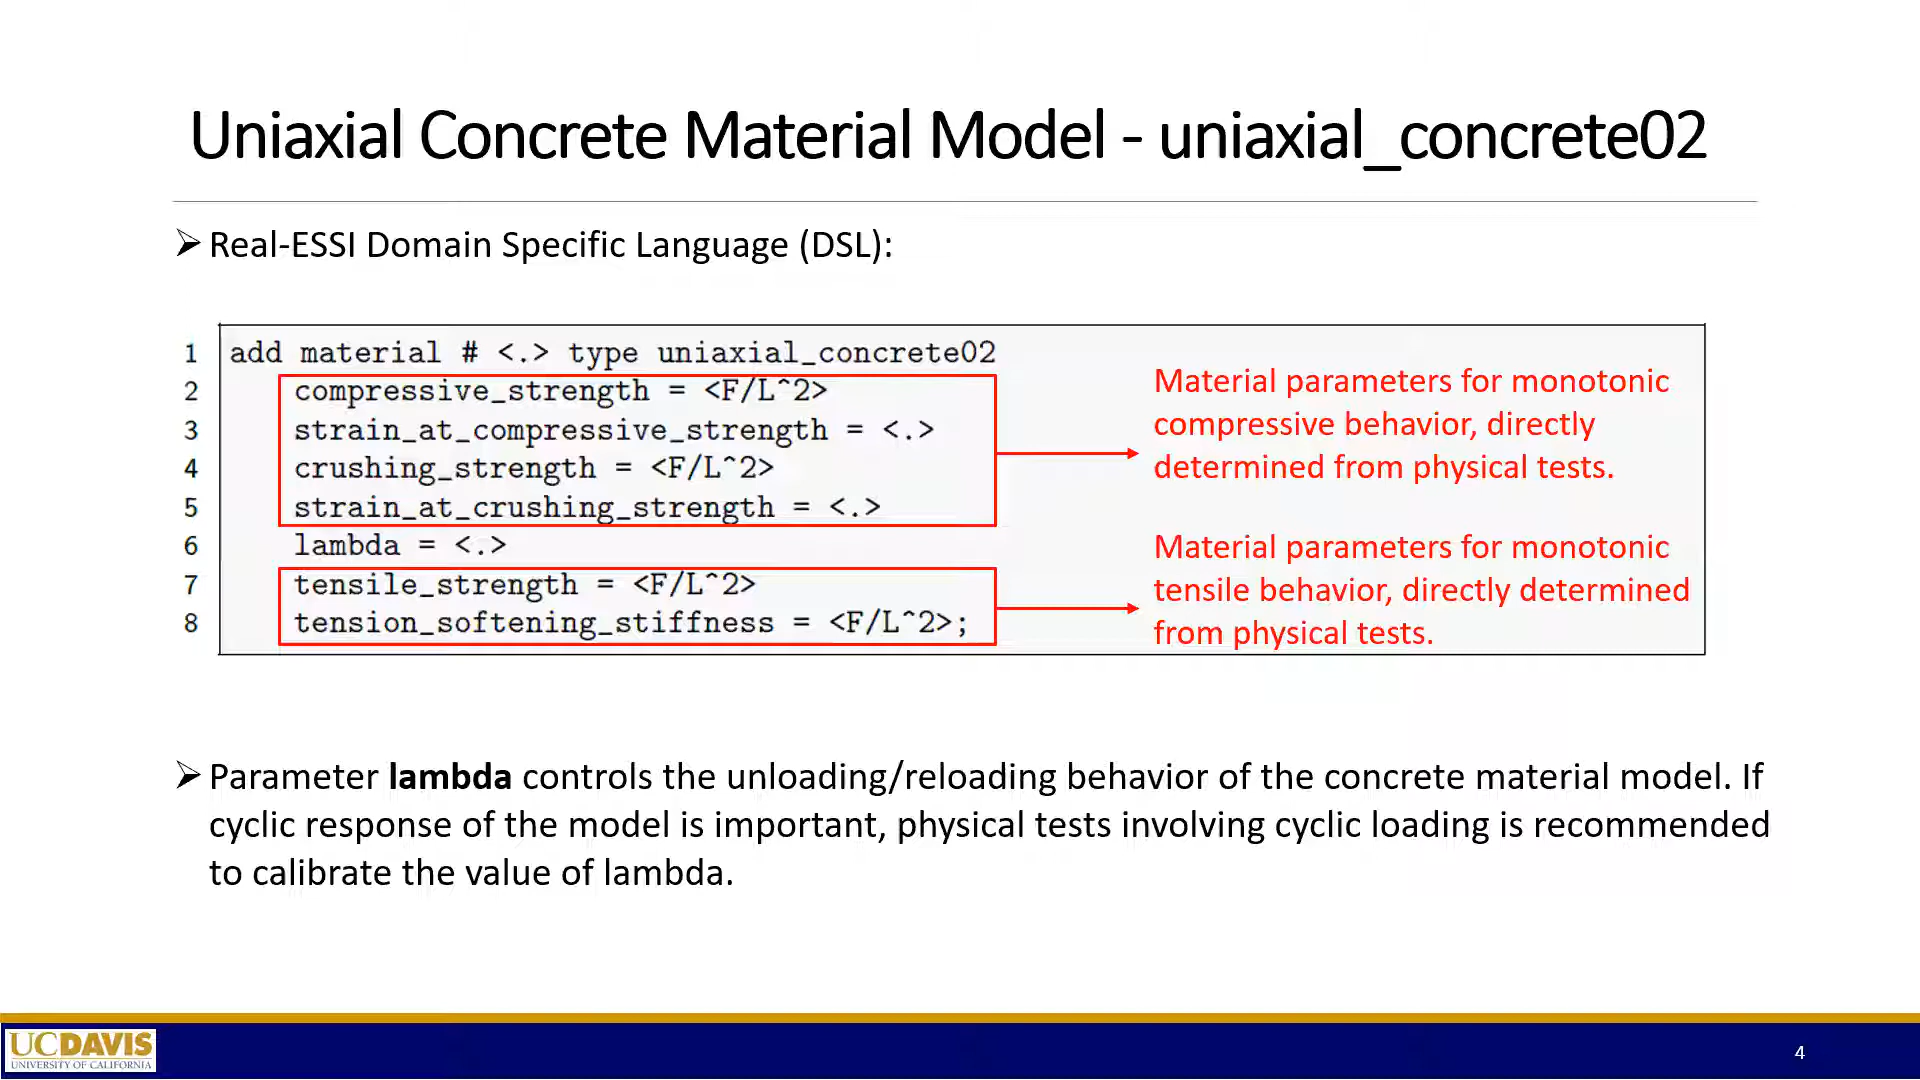 Uniaxial Concrete Material Model - uniaxial_concrete02
➢ Real-ESSI Domain Specific Language (DSL):
1 add material # <.> type uniaxial_concrete02
2 compressive_strength = <F/L^2>
3 strain_at_compressive_strength = <.>
4 crushing_strength = <F/L^2>
5 strain_at_crushing_strength = <.>
6 lambda = <.>
7 tensile_strength = <F/L^2>
8 tension_softening_stiffness = <F/L^2>;
Material parameters for monotonic
compressive behavior, directly
determined from physical tests.
Material parameters for monotonic
tensile behavior, directly determined
from physical tests.
➢ Parameter lambda controls the unloading/reloading behavior of the concrete material model. If
cyclic response of the model is important, physical tests involving cyclic loading is recommended
to calibrate the value of lambda.
UCDAVIS
UNIVERSITY OF CALIFORNIA
4